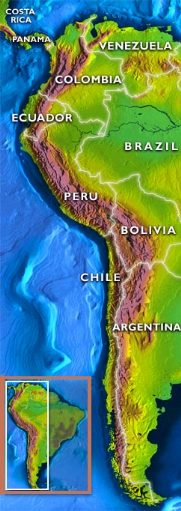 COSTA
RICA
PANAMA
VENEZUELA
COLOMBIA
ECUADOR
BRAZIL
PERU
BOLIVIA
CHILE
ARGENTINA